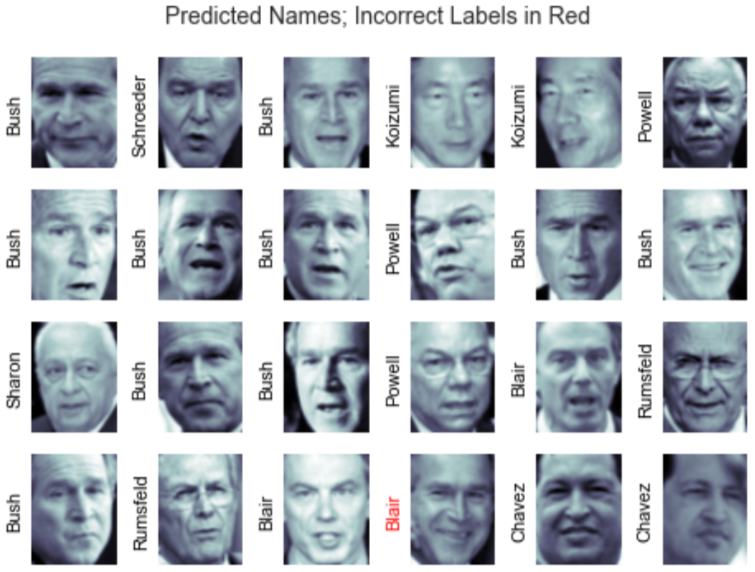 Predicted Names; Incorrect Labels in Red
Bush
Schroeder
Bush
Koizumi
Koizumi
Powell
Bush
Bush
Bush
Powell
Bush
Bush
Sharon
Bush
Bush
Powell
Blair
Rumsfeld
Bush
Rumsfeld
Blair
Blair
Chavez
Chavez